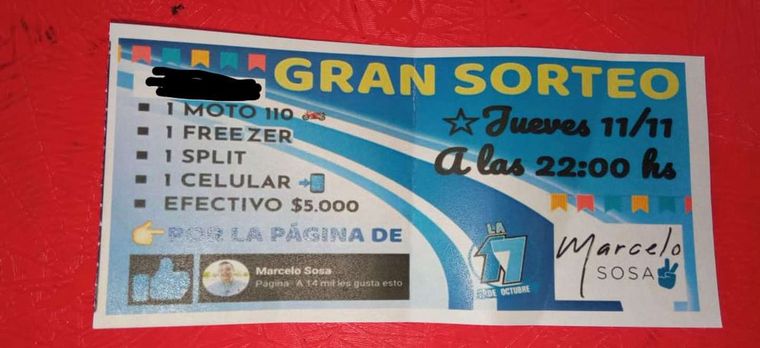 GRAN SORTEO
1 MOTO 110
1 FREEZER
1 SPLIT
1 CELULAR
EFECTIVO $5.000
Jueves 11/11
A las 22:00 hs
POR LA PÁGINA DE
Marcelo Sosa
Página · A 14 mil les gusta esto
LA
17
DE OCTUBRE
Marcelo
SOSA